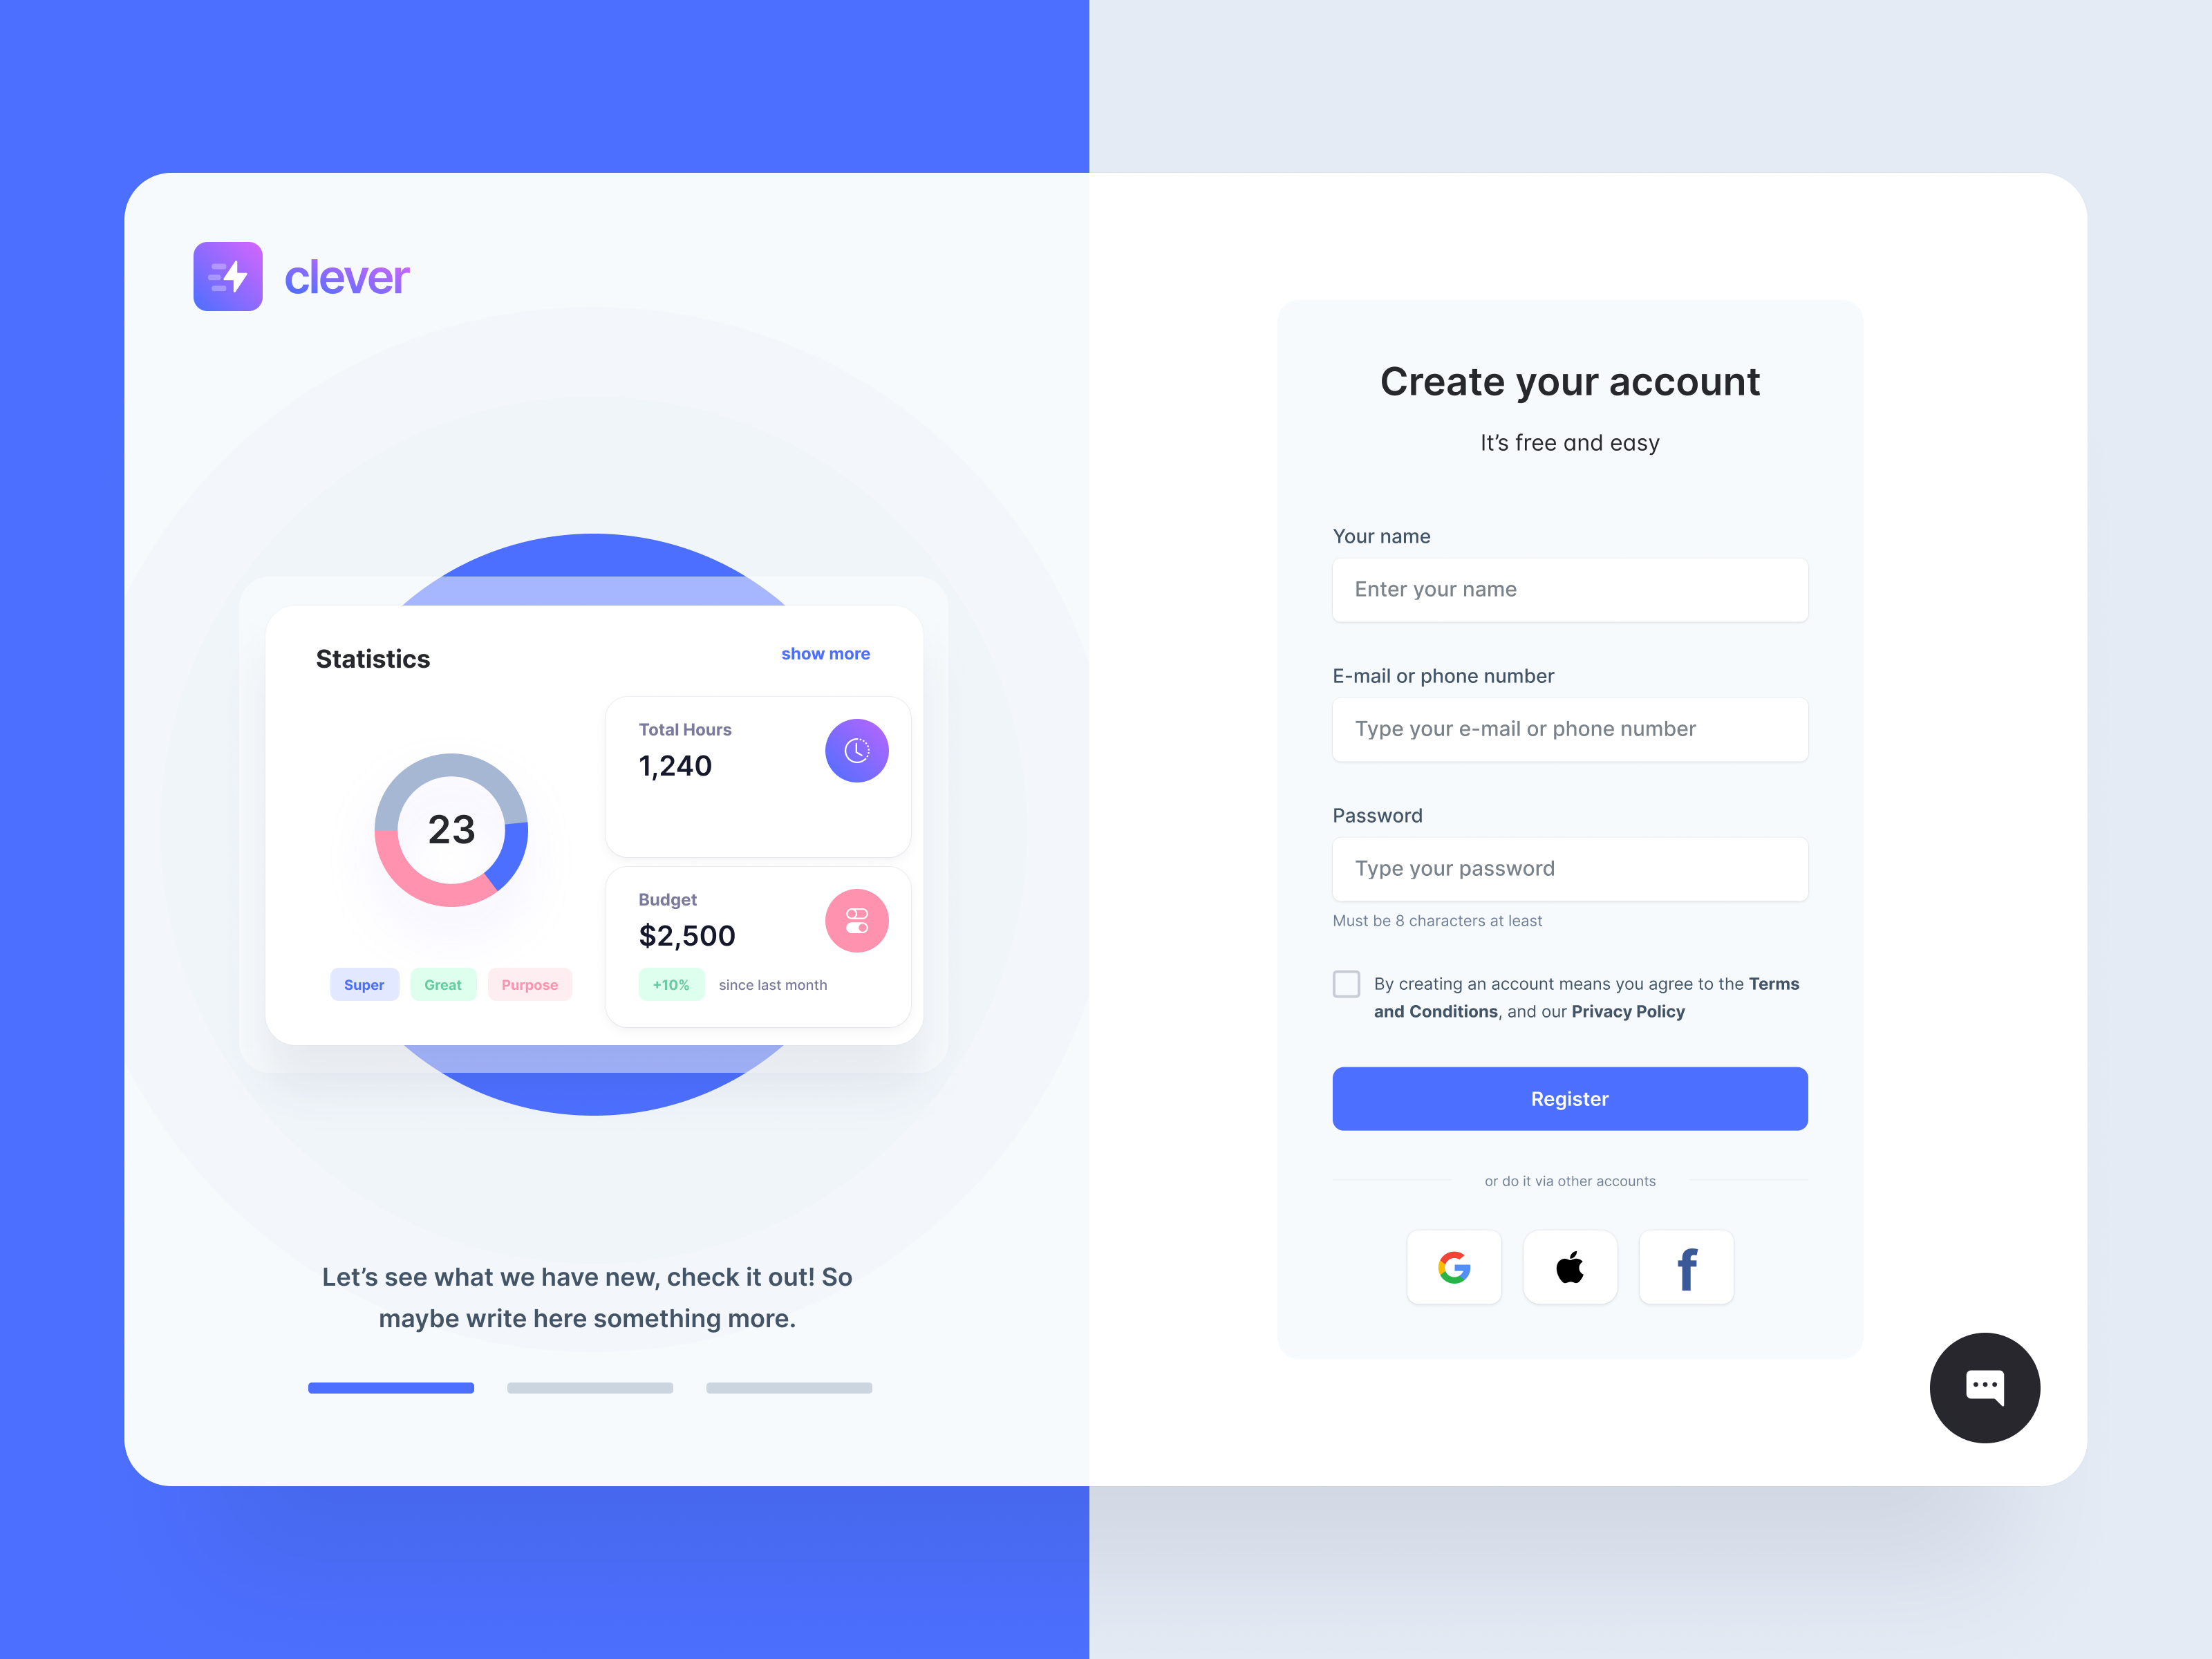 clever
Statistics
show more
23
Super
Great
Purpose
Total Hours
1,240
Budget
$2,500
+10%
since last month
Let’s see what we have new, check it out! So
maybe write here something more.
Create your account
It’s free and easy
Your name
Enter your name
E-mail or phone number
Type your e-mail or phone number
Password
Type your password
Must be 8 characters at least
By creating an account means you agree to the Terms
and Conditions, and our Privacy Policy
Register
or do it via other accounts